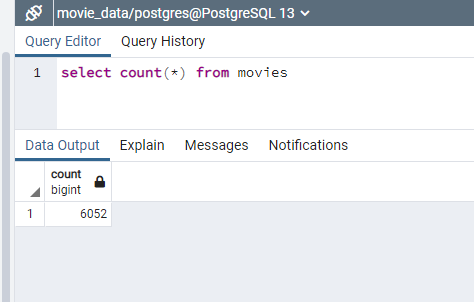 movie_data/postgres@PostgreSQL 13
Query Editor Query History
1 select count(*) from movies
Data Output Explain Messages Notifications
count
bigint
1 6052